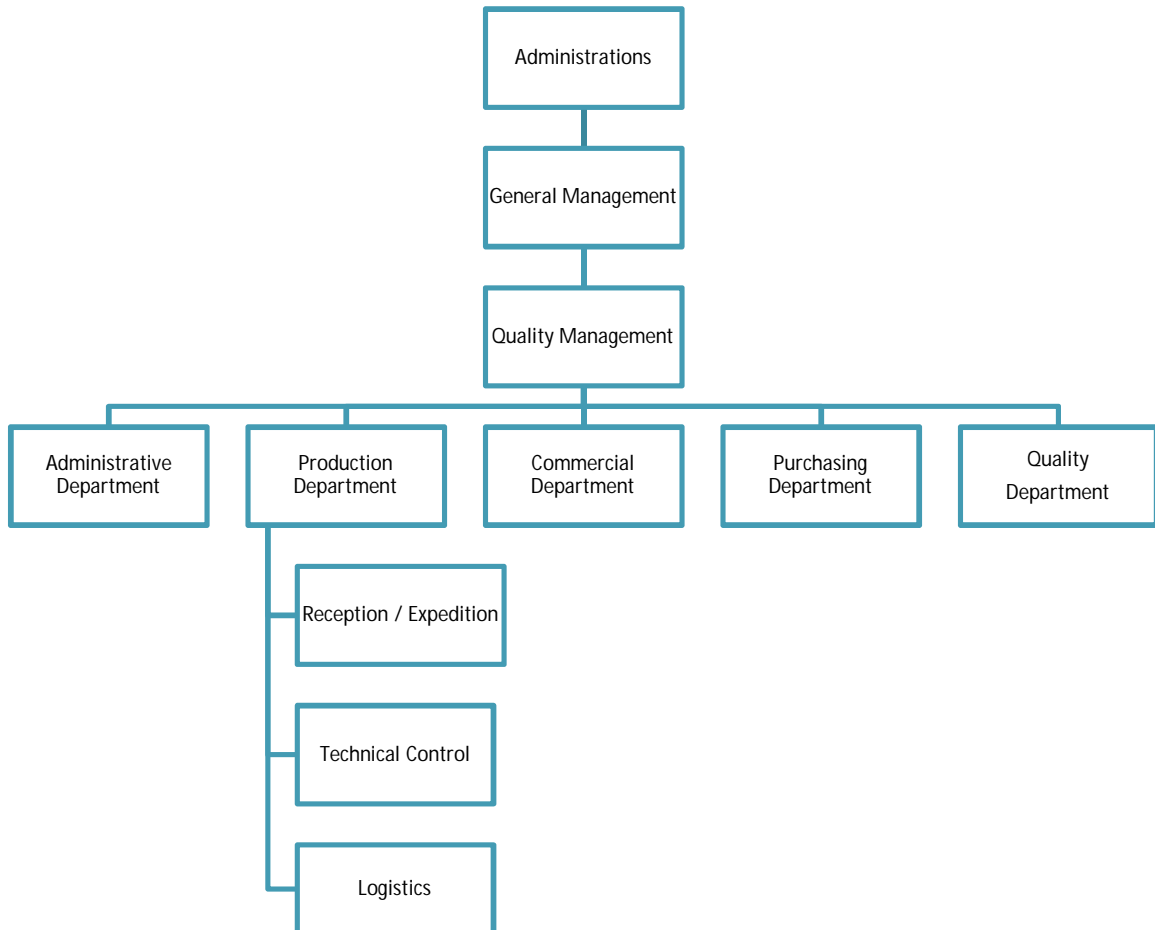 Administrations
General Management
Quality Management
Administrative
Department
Production
Department
Commercial
Department
Purchasing
Department
Quality
Department
Reception / Expedition
Technical Control
Logistics